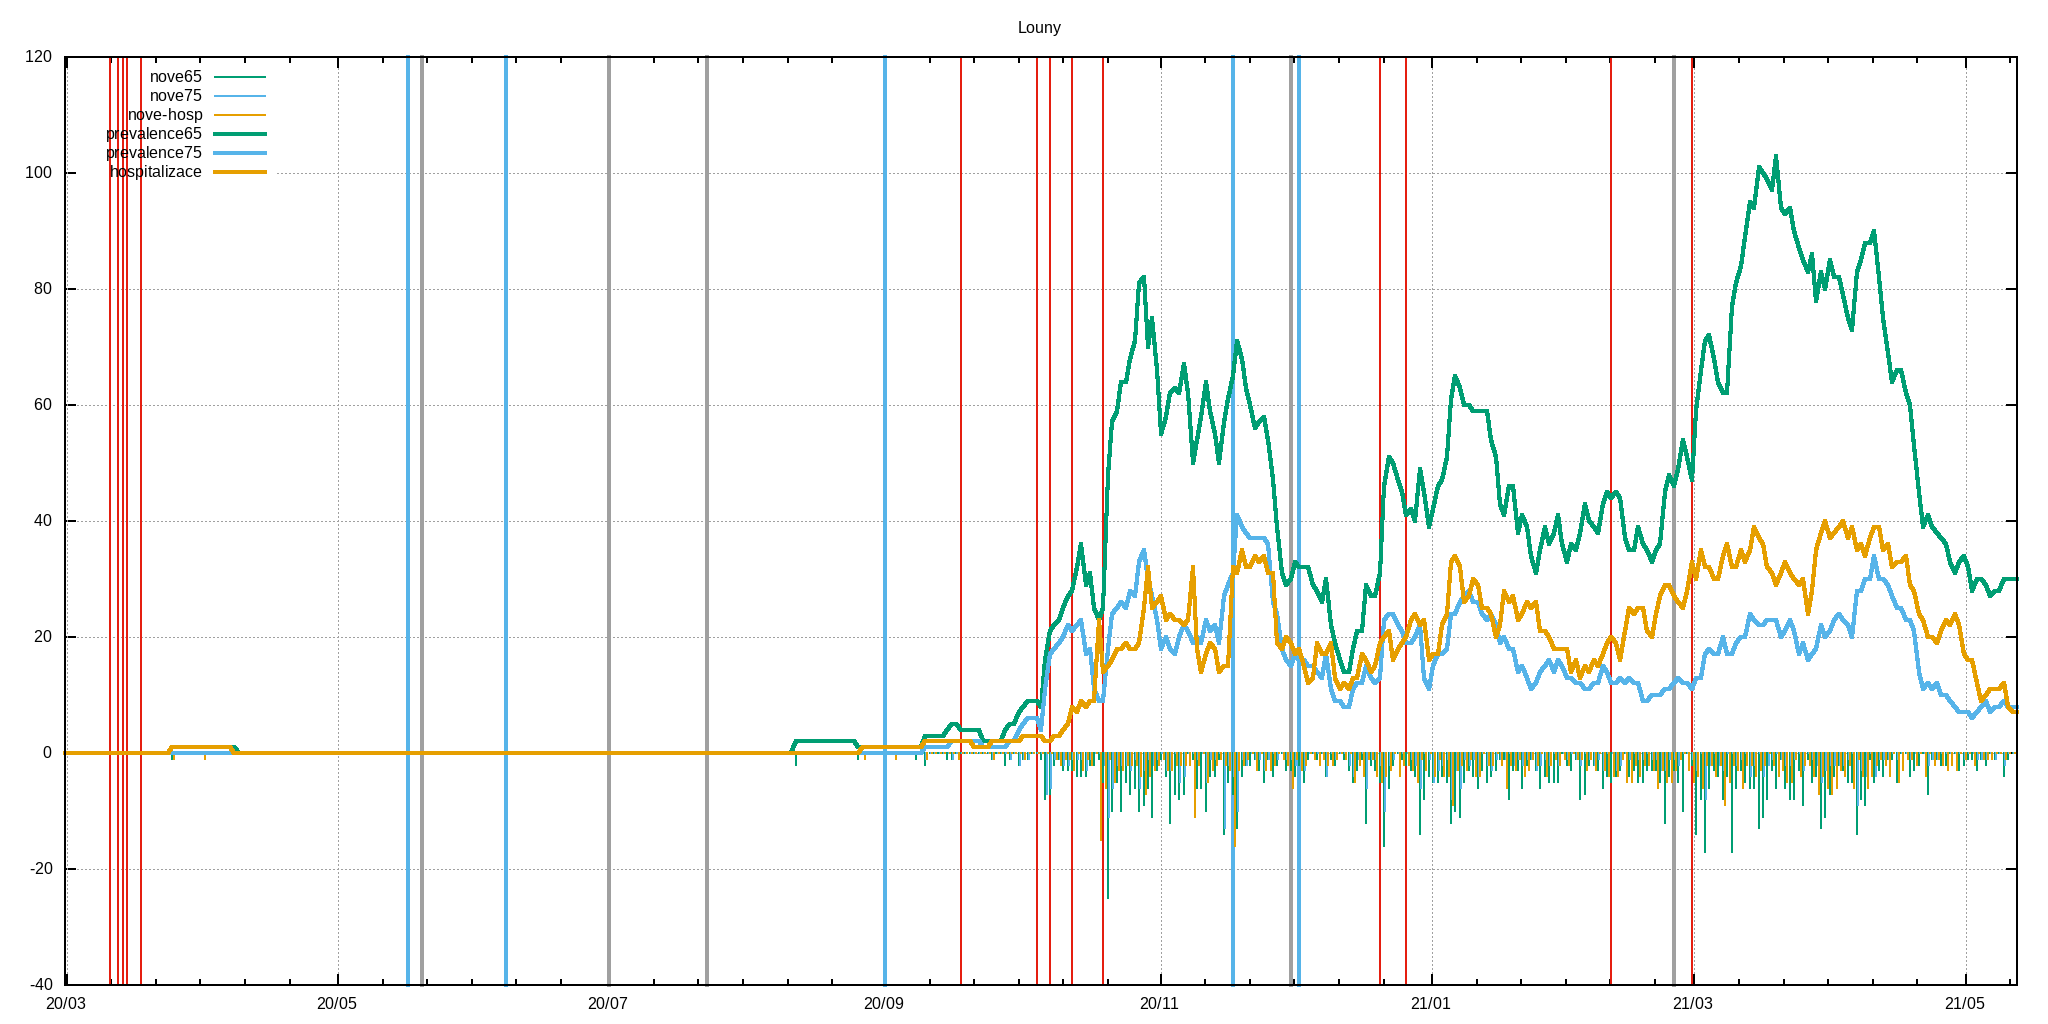 Louny
nove65
nove75
nove-hosp
prevalence65
prevalence75
hospitalizace
120
100
80
60
40
20
0
-20
-40
20/03 20/05 20/07 20/09 20/11 21/01 21/03 21/05